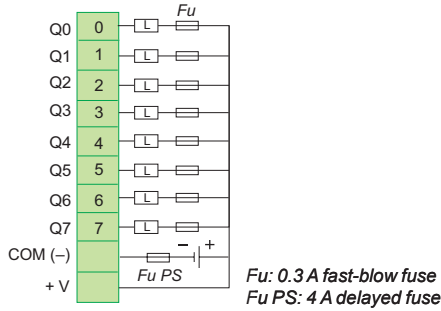 Fu
Q0 0 L
Q1 1 L
Q2 2 L
Q3 3 L
Q4 4 L
Q5 5 L
Q6 6 L
Q7 7 L
COM (–) – +
+ V Fu PS
Fu: 0.3 A fast-blow fuse
Fu PS: 4 A delayed fuse